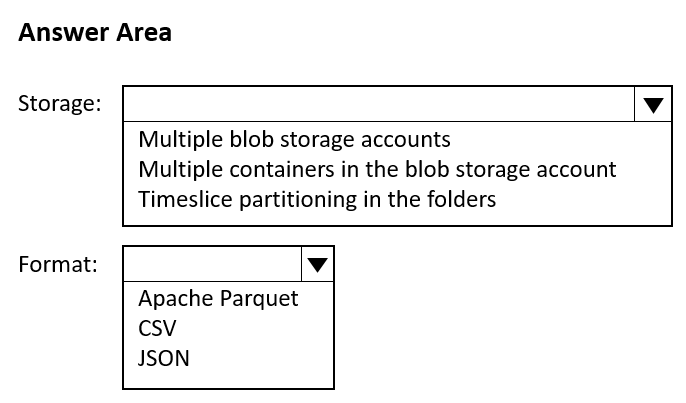 Answer Area
Storage:
Multiple blob storage accounts
Multiple containers in the blob storage account
Timeslice partitioning in the folders
Format:
Apache Parquet
CSV
JSON